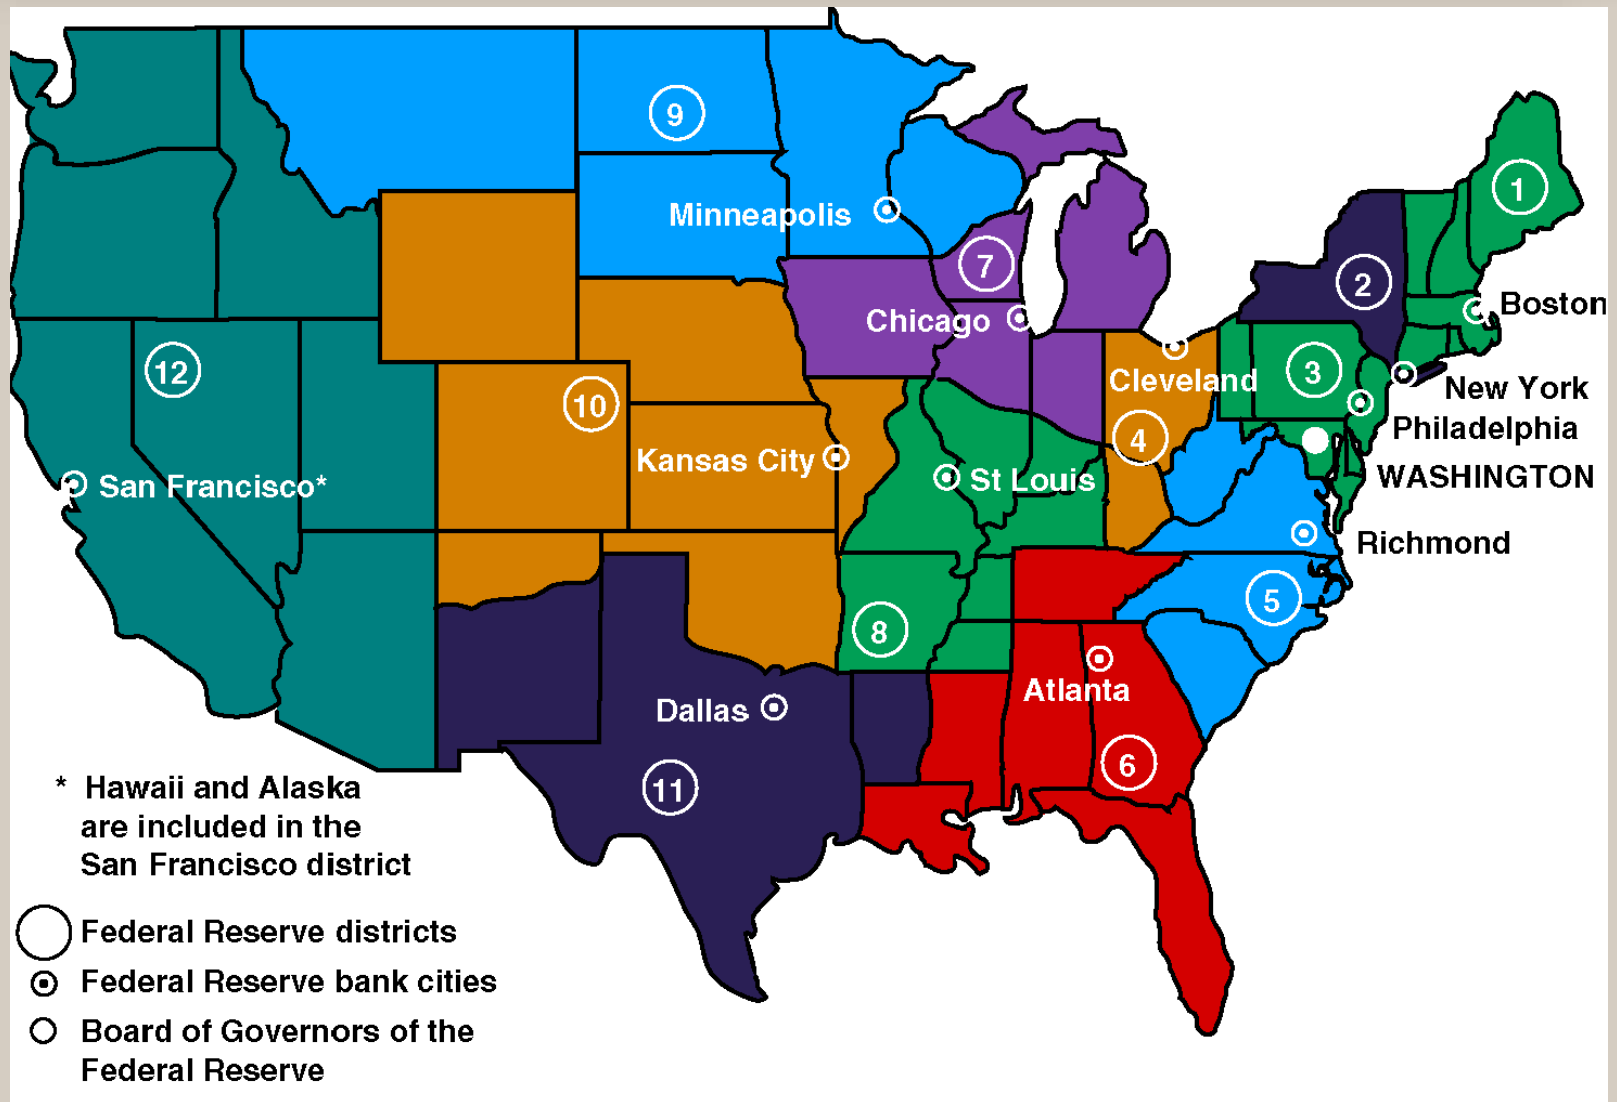 9
1
Minneapolis
7
2
Boston
Chicago
12
3
Cleveland
New York
10
4
Philadelphia
Kansas City
WASHINGTON
San Francisco*
St Louis
Richmond
5
8
Atlanta
Dallas
6
11
* Hawaii and Alaska
are included in the
San Francisco district
Federal Reserve districts
Federal Reserve bank cities
Board of Governors of the
Federal Reserve